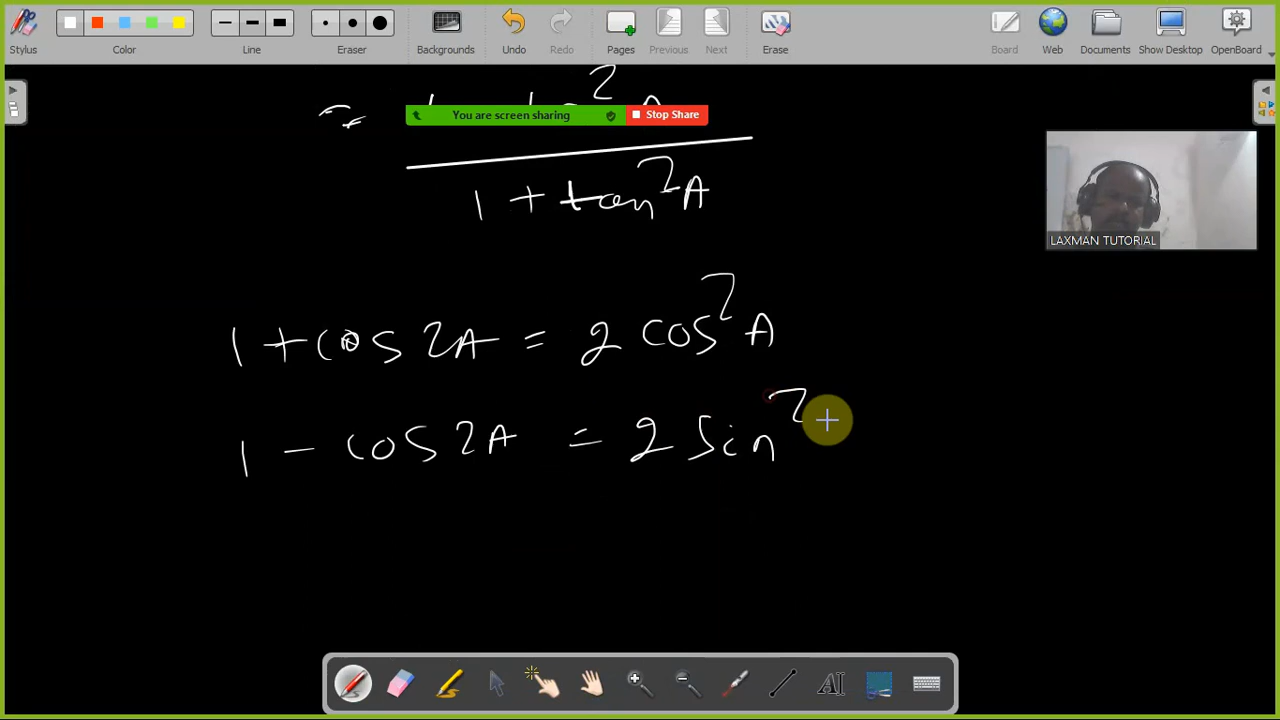 Stylus Color Line Eraser Backgrounds Undo Redo Pages Previous Next Erase Board Web Documents Show Desktop OpenBoard
You are screen sharing Stop Share
1 + tan²A
LAXMAN TUTORIAL
1 + cos 2A = 2 cos²A
1 - cos 2A = 2 sin²